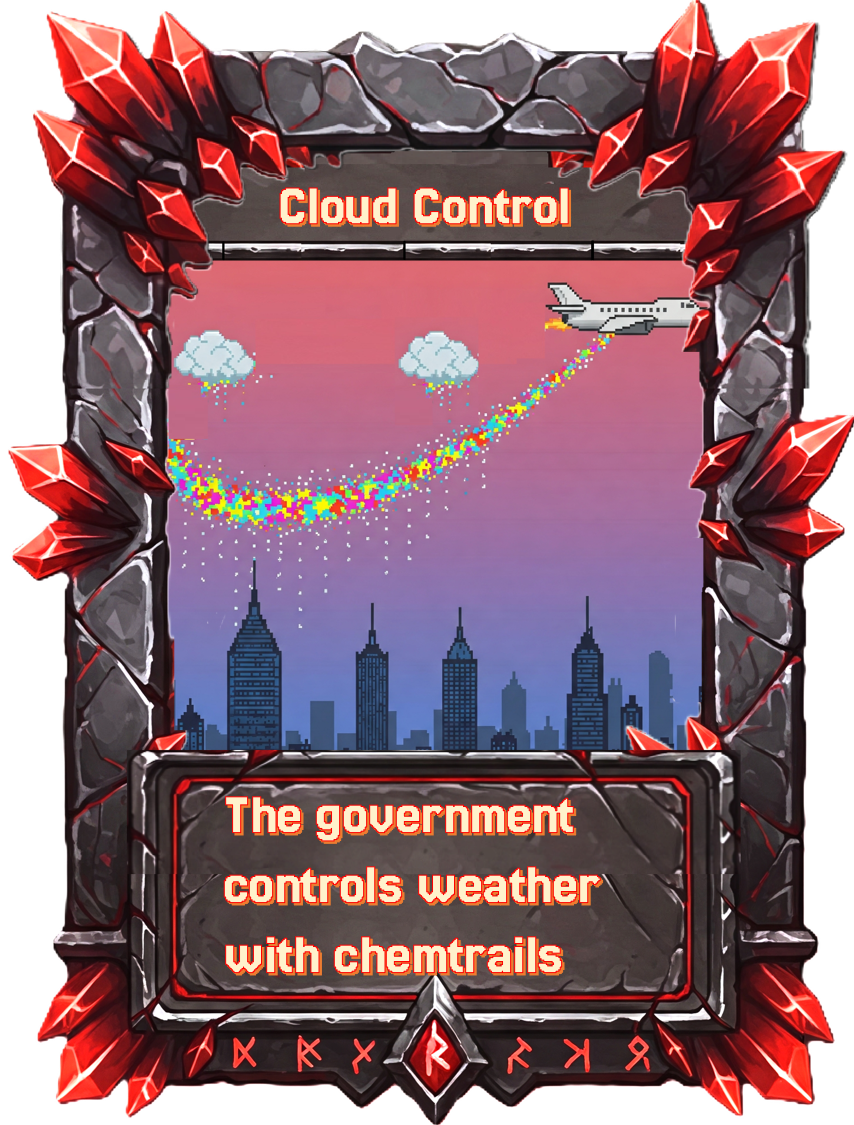 Cloud Control
The government
controls weather
with chemtrails